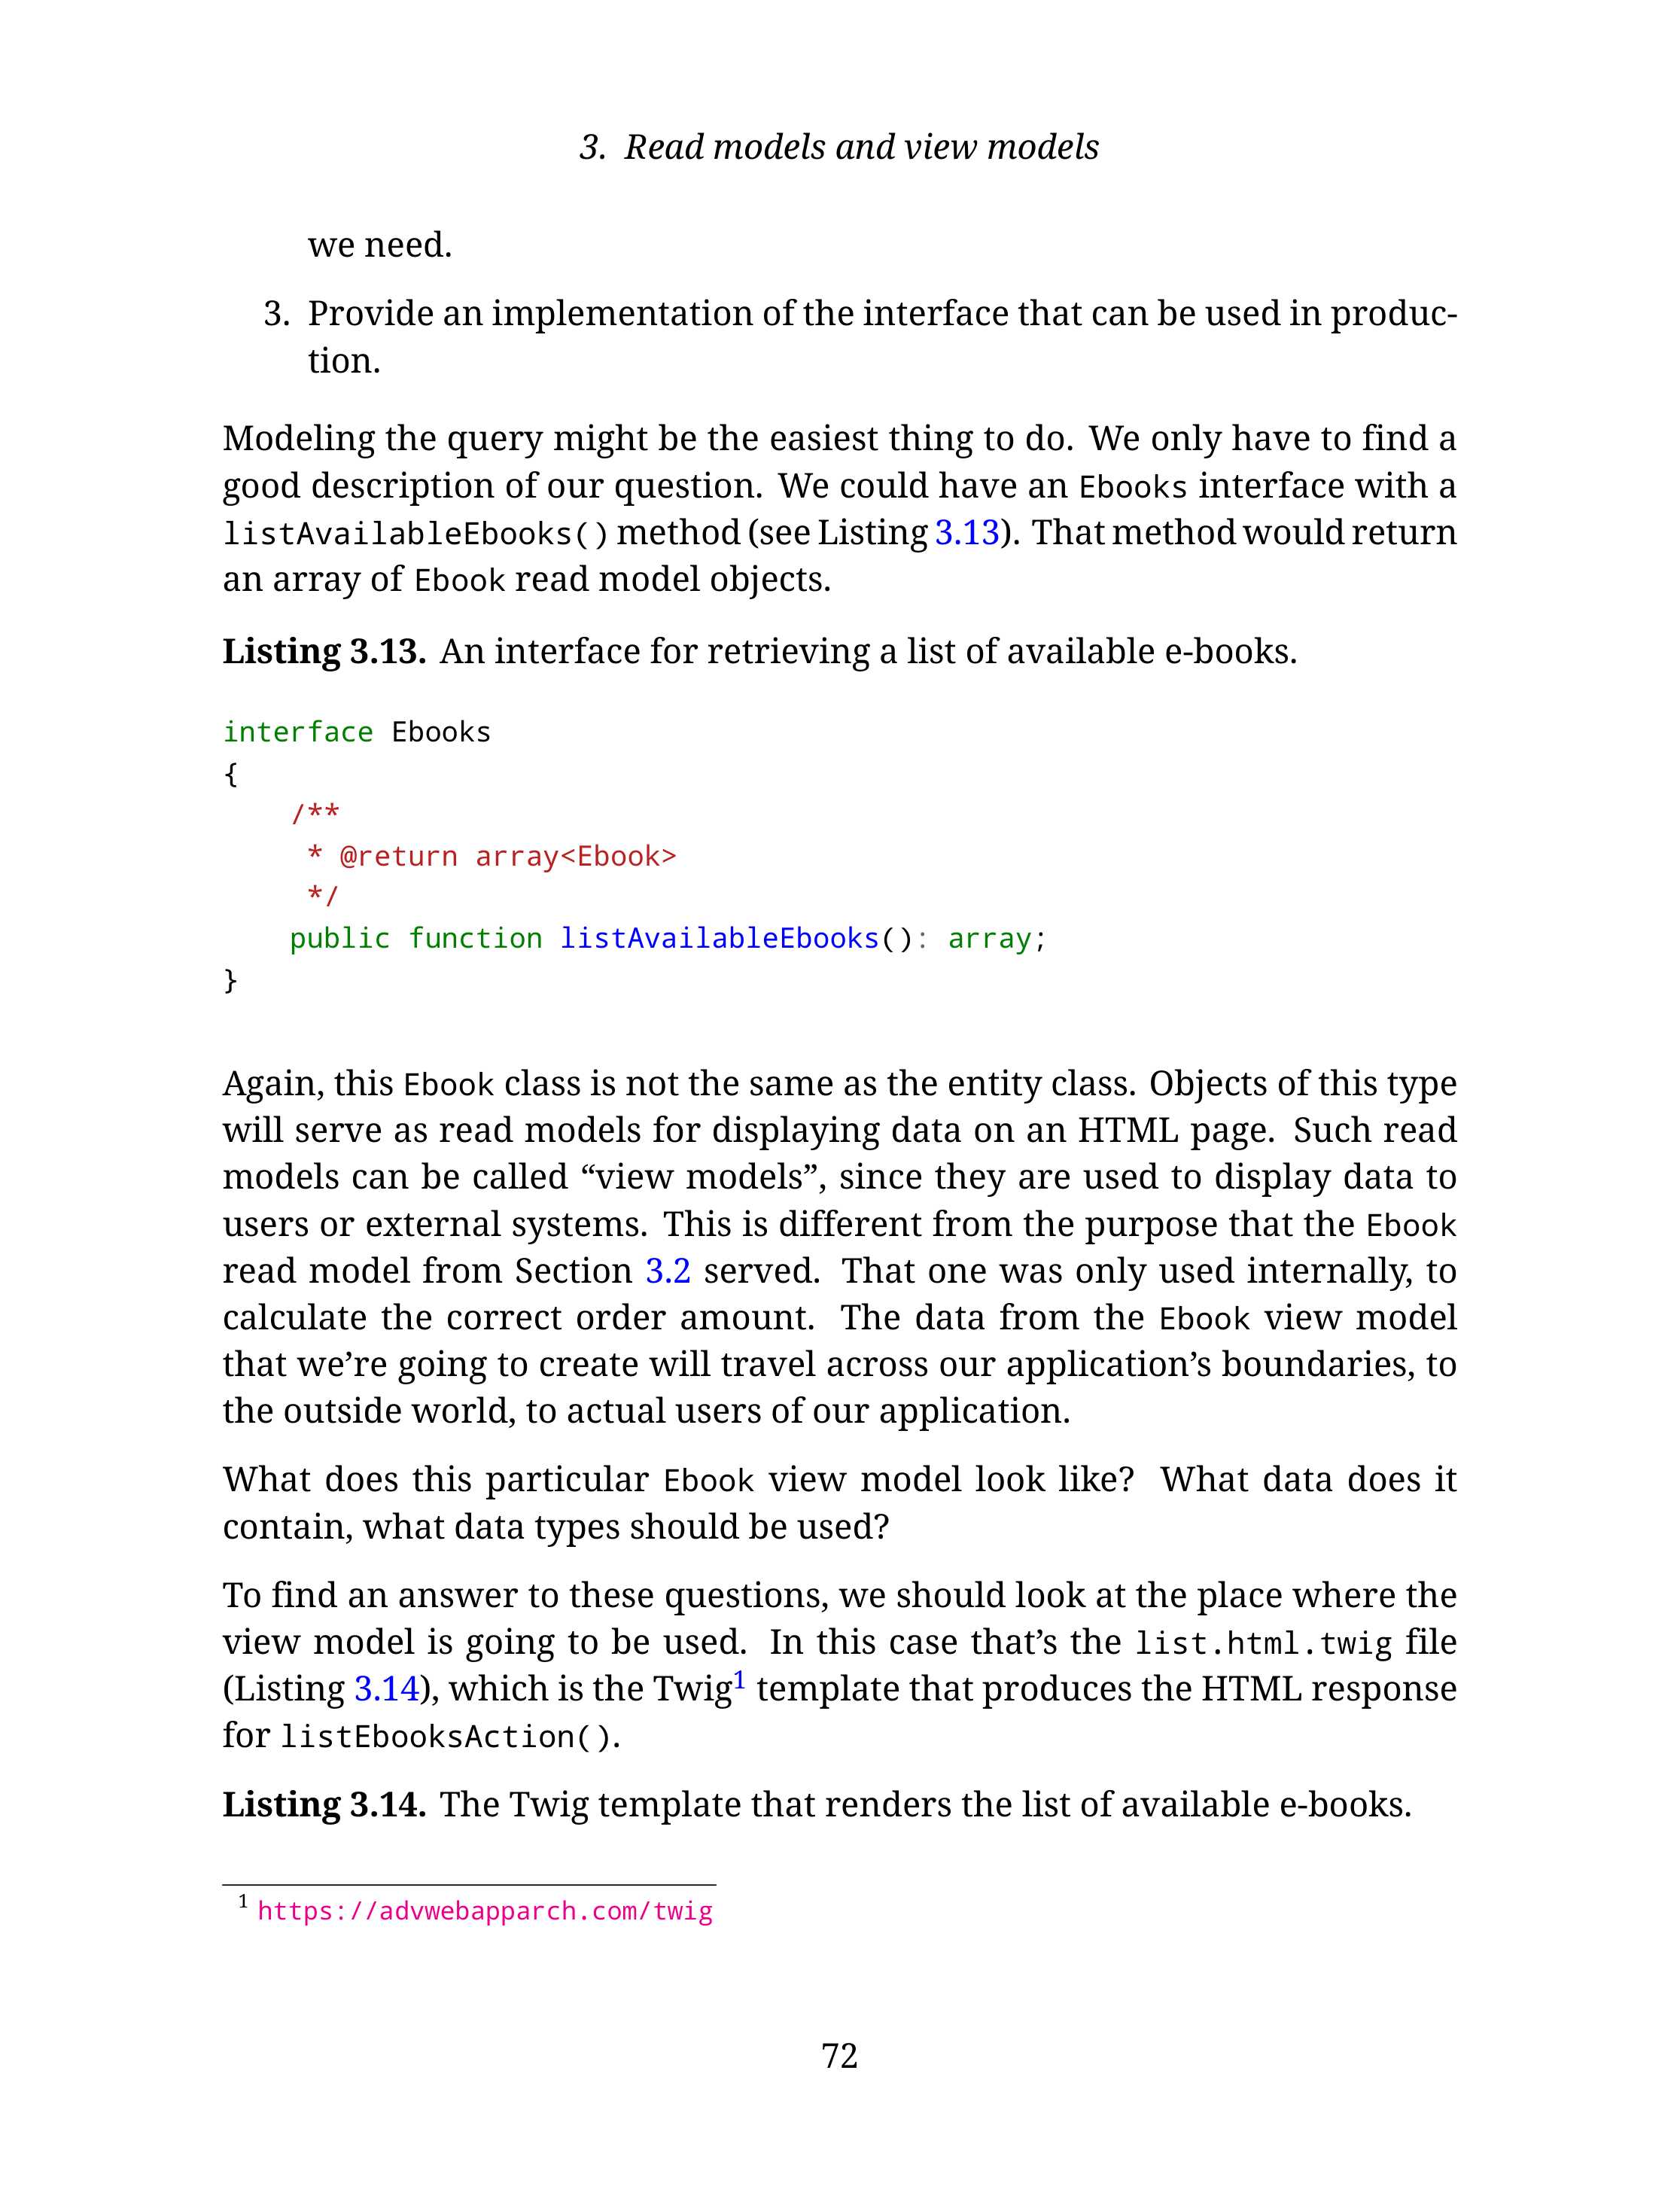 3. Read models and view models
we need.
3. Provide an implementation of the interface that can be used in produc-
tion.
Modeling the query might be the easiest thing to do. We only have to find a
good description of our question. We could have an Ebooks interface with a
listAvailableEbooks() method (see Listing 3.13). That method would return
an array of Ebook read model objects.
Listing 3.13. An interface for retrieving a list of available e-books.
interface Ebooks
{
    /**
     * @return array<Ebook>
     */
    public function listAvailableEbooks(): array;
}
Again, this Ebook class is not the same as the entity class. Objects of this type
will serve as read models for displaying data on an HTML page. Such read
models can be called “view models”, since they are used to display data to
users or external systems. This is different from the purpose that the Ebook
read model from Section 3.2 served. That one was only used internally, to
calculate the correct order amount. The data from the Ebook view model
that we’re going to create will travel across our application’s boundaries, to
the outside world, to actual users of our application.
What does this particular Ebook view model look like? What data does it
contain, what data types should be used?
To find an answer to these questions, we should look at the place where the
view model is going to be used. In this case that’s the list.html.twig file
(Listing 3.14), which is the Twig1 template that produces the HTML response
for listEbooksAction().
Listing 3.14. The Twig template that renders the list of available e-books.
1 https://advwebapparch.com/twig
72